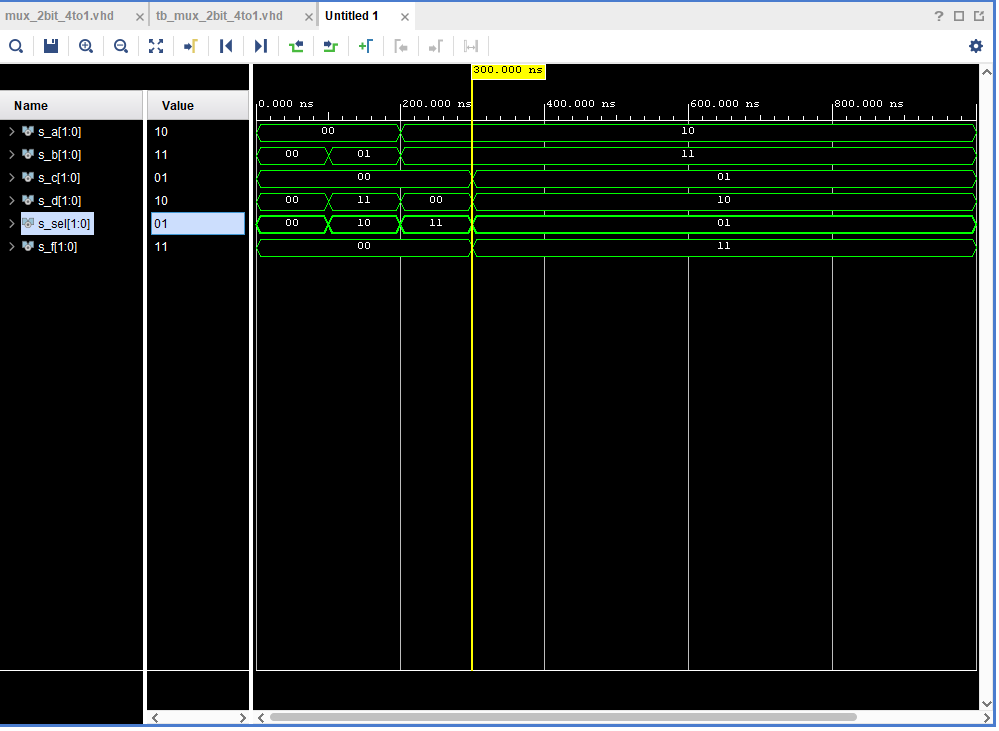 mux_2bit_4to1.vhd × tb_mux_2bit_4to1.vhd × Untitled 1 × ?
300.000 ns
Name Value 0.000 ns 200.000 ns 400.000 ns 600.000 ns 800.000 ns
s_a[1:0] 10 00 10
s_b[1:0] 11 00 01 11
s_c[1:0] 01 00 01
s_d[1:0] 10 00 11 00 10
s_sel[1:0] 01 00 10 11 01
s_f[1:0] 11 00 11